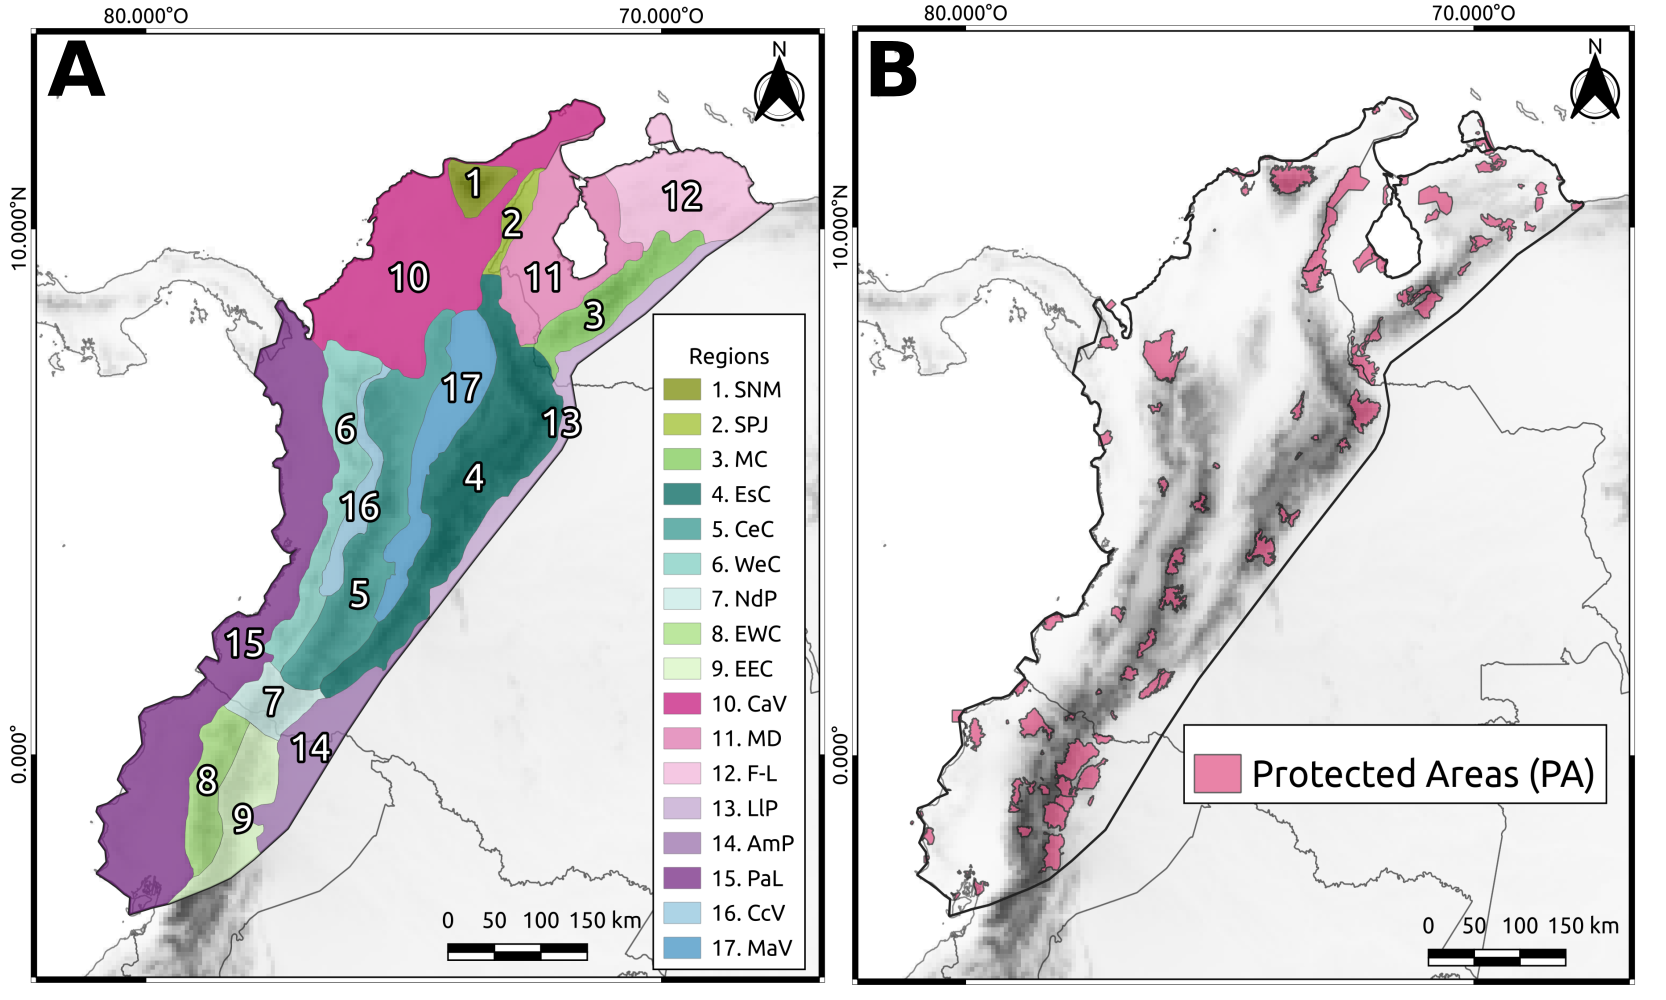 80.000°O
70.000°O
A
N
10.000°N
0.000°
1
2
3
4
5
6
7
8
9
10
11
12
13
14
15
16
17
Regions
1. SNM
2. SPJ
3. MC
4. EsC
5. CeC
6. WeC
7. NdP
8. EWC
9. EEC
10. CaV
11. MD
12. F-L
13. LlP
14. AmP
15. PaL
16. CcV
17. MaV
0 50 100 150 km
80.000°O
70.000°O
B
N
10.000°N
0.000°
Protected Areas (PA)
0 50 100 150 km